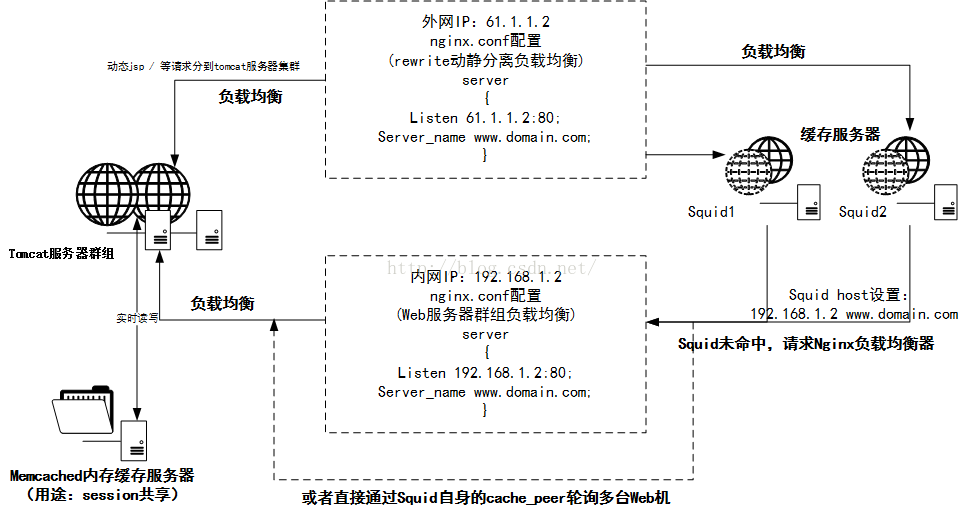 外网IP：61.1.1.2
nginx.conf配置
(rewrite动静分离负载均衡)
server
{
Listen 61.1.1.2:80;
Server_name www.domain.com;
}
动态jsp / 等请求分到tomcat服务器集群
负载均衡
负载均衡
缓存服务器
Squid1
Squid2
Tomcat服务器群组
http://blog.csdn.net/
内网IP：192.168.1.2
nginx.conf配置
(Web服务器群组负载均衡)
server
{
Listen 192.168.1.2:80;
Server_name www.domain.com;
}
负载均衡
实时读写
Squid host设置：
192.168.1.2 www.domain.com
Squid未命中，请求Nginx负载均衡器
Memcached内存缓存服务器
（用途：session共享）
或者直接通过Squid自身的cache_peer轮询多台Web机